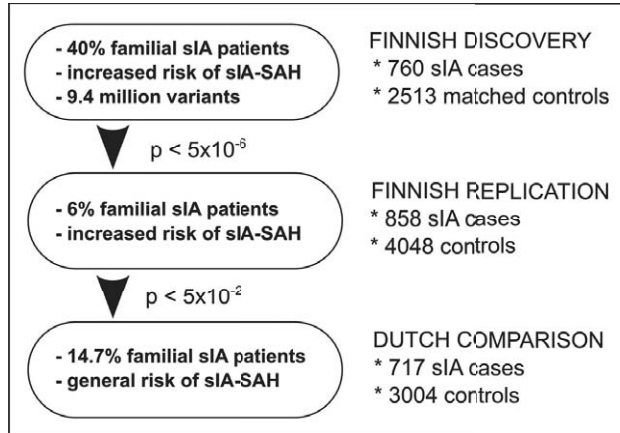 - 40% familial sIA patients
- increased risk of sIA-SAH
- 9.4 million variants
FINNISH DISCOVERY
* 760 sIA cases
* 2513 matched controls
p < 5x10⁻⁶
- 6% familial sIA patients
- increased risk of sIA-SAH
FINNISH REPLICATION
* 858 sIA cases
* 4048 controls
p < 5x10⁻²
- 14.7% familial sIA patients
- general risk of sIA-SAH
DUTCH COMPARISON
* 717 sIA cases
* 3004 controls